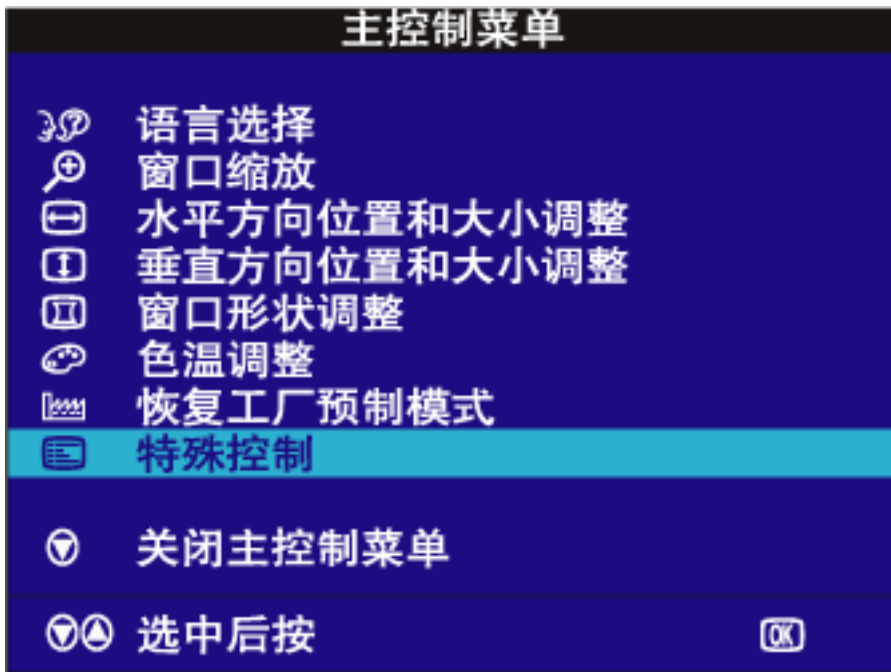 主控制菜单
语言选择
窗口缩放
水平方向位置和大小调整
垂直方向位置和大小调整
窗口形状调整
色温调整
恢复工厂预制模式
特殊控制
关闭主控制菜单
选中后按 OK